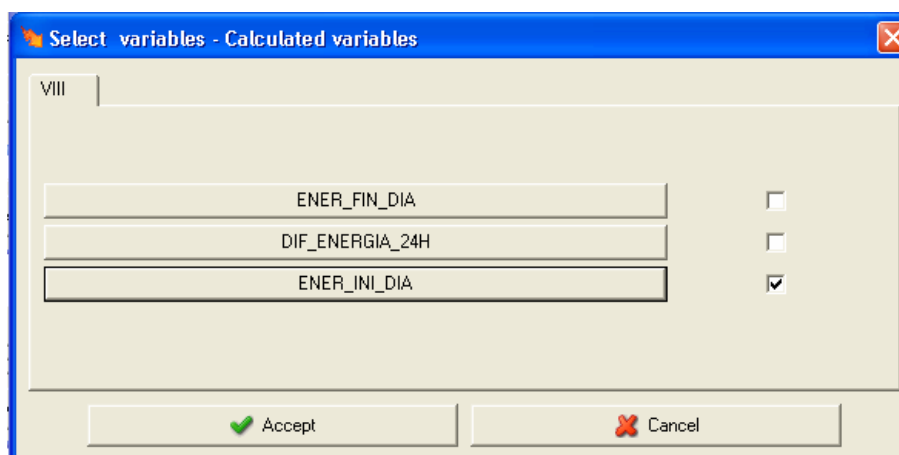 Select variables - Calculated variables
VIII
ENER_FIN_DIA
DIF_ENERGIA_24H
ENER_INI_DIA
Accept
Cancel